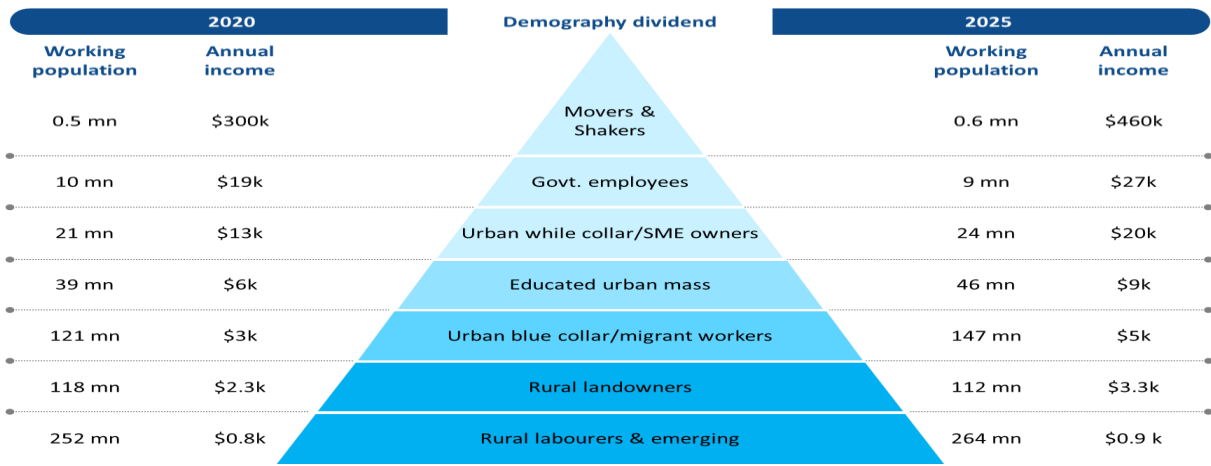 2020 Demography dividend 2025
Working population Annual income Working population Annual income
0.5 mn $300k Movers & Shakers 0.6 mn $460k
10 mn $19k Govt. employees 9 mn $27k
21 mn $13k Urban while collar/SME owners 24 mn $20k
39 mn $6k Educated urban mass 46 mn $9k
121 mn $3k Urban blue collar/migrant workers 147 mn $5k
118 mn $2.3k Rural landowners 112 mn $3.3k
252 mn $0.8k Rural labourers & emerging 264 mn $0.9 k